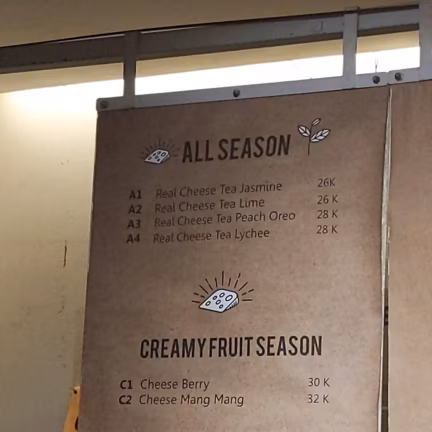 ALL SEASON
A1 Real Cheese Tea Jasmine 26K
A2 Real Cheese Tea Lime 26 K
A3 Real Cheese Tea Peach Oreo 28 K
A4 Real Cheese Tea Lychee 28 K
CREAMY FRUIT SEASON
C1 Cheese Berry 30 K
C2 Cheese Mang Mang 32 K